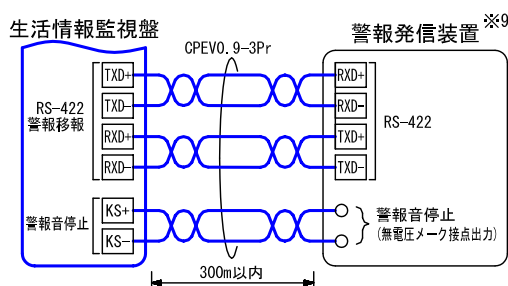 生活情報監視盤
警報発信装置※9
CPEV0.9-3Pr
TXD+
TXD-
RXD+
RXD-
RS-422
警報移報
KS+
KS-
警報音停止
RXD+
RXD-
TXD+
TXD-
RS-422
警報音停止
(無電圧メーク接点出力)
300m以内